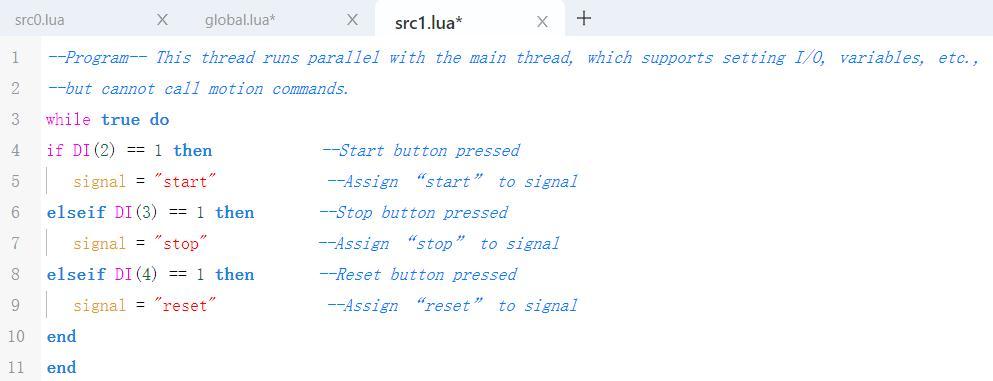 src0.lua X global.lua* X src1.lua* X +
1 --Program-- This thread runs parallel with the main thread, which supports setting I/O, variables, etc.,
2 --but cannot call motion commands.
3 while true do
4 if DI(2) == 1 then --Start button pressed
5 signal = "start" --Assign “start” to signal
6 elseif DI(3) == 1 then --Stop button pressed
7 signal = "stop" --Assign “stop” to signal
8 elseif DI(4) == 1 then --Reset button pressed
9 signal = "reset" --Assign “reset” to signal
10 end
11 end